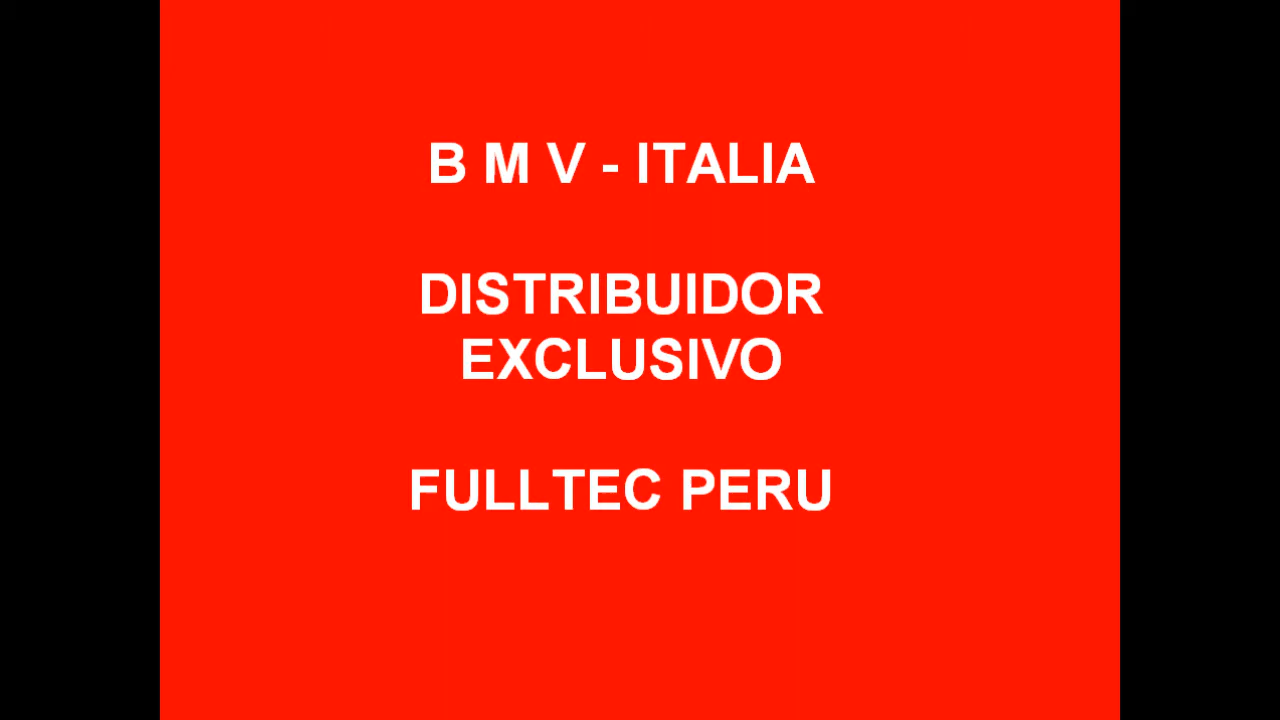 B M V - ITALIA
DISTRIBUIDOR
EXCLUSIVO
FULLTEC PERU